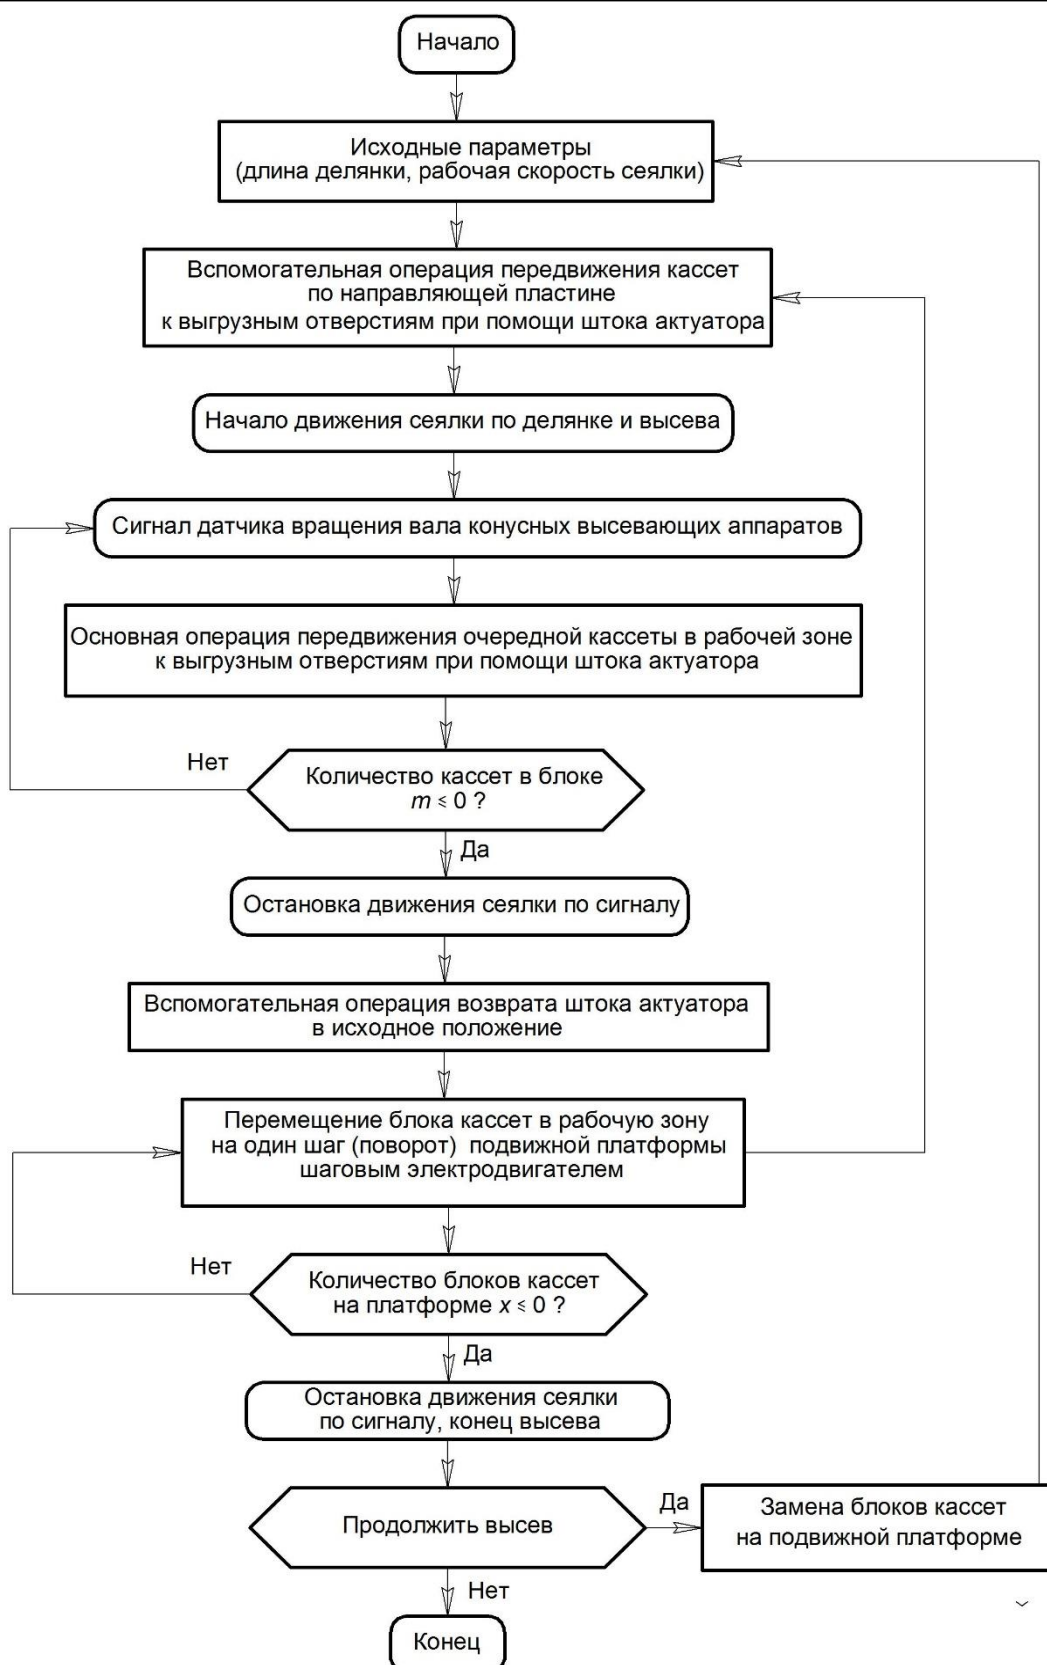 Начало
Исходные параметры
(длина делянки, рабочая скорость сеялки)
Вспомогательная операция передвижения кассет
по направляющей пластине
к выгрузным отверстиям при помощи штока актуатора
Начало движения сеялки по делянке и высева
Сигнал датчика вращения вала конусных высевающих аппаратов
Основная операция передвижения очередной кассеты в рабочей зоне
к выгрузным отверстиям при помощи штока актуатора
Нет
Количество кассет в блоке
m ⩽ 0 ?
Да
Остановка движения сеялки по сигналу
Вспомогательная операция возврата штока актуатора
в исходное положение
Перемещение блока кассет в рабочую зону
на один шаг (поворот) подвижной платформы
шаговым электродвигателем
Нет
Количество блоков кассет
на платформе x ⩽ 0 ?
Да
Остановка движения сеялки
по сигналу, конец высева
Продолжить высев
Да
Замена блоков кассет
на подвижной платформе
Нет
Конец